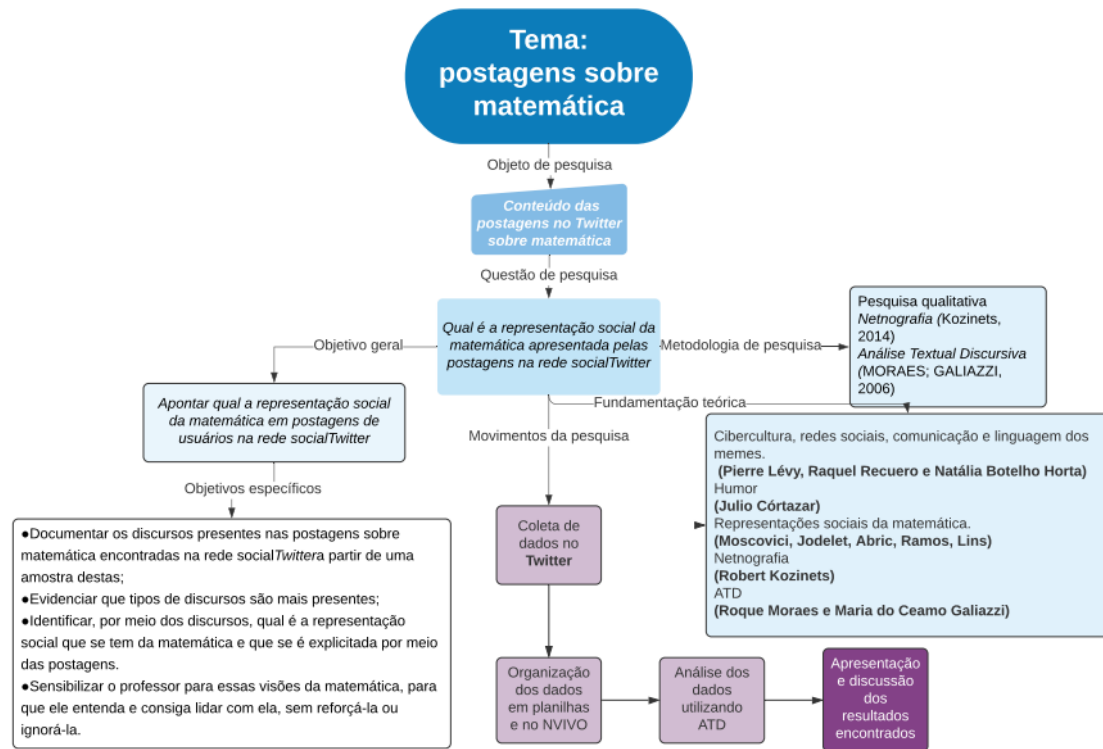 Tema:
postagens sobre
matemática
Objeto de pesquisa
Conteúdo das
postagens no Twitter
sobre matemática
Questão de pesquisa
Qual é a representação social da
matemática apresentada pelas
postagens na rede socialTwitter
Objetivo geral
Metodologia de pesquisa
Pesquisa qualitativa
Netnografia (Kozinets,
2014)
Análise Textual Discursiva
(MORAES; GALIAZZI,
2006)
Apontar qual a representação social
da matemática em postagens de
usuários na rede socialTwitter
Fundamentação teórica
Movimentos da pesquisa
Cibercultura, redes sociais, comunicação e linguagem dos
memes.
(Pierre Lévy, Raquel Recuero e Natália Botelho Horta)
Humor
(Julio Córtazar)
Representações sociais da matemática.
(Moscovici, Jodelet, Abric, Ramos, Lins)
Netnografia
(Robert Kozinets)
ATD
(Roque Moraes e Maria do Ceamo Galiazzi)
Objetivos específicos
●Documentar os discursos presentes nas postagens sobre
matemática encontradas na rede socialTwittera partir de uma
amostra destas;
●Evidenciar que tipos de discursos são mais presentes;
●Identificar, por meio dos discursos, qual é a representação
social que se tem da matemática e que se é explicitada por meio
das postagens.
●Sensibilizar o professor para essas visões da matemática, para
que ele entenda e consiga lidar com ela, sem reforçá-la ou
ignorá-la.
Coleta de
dados no
Twitter
Organização
dos dados
em planilhas
e no NVIVO
Análise dos
dados
utilizando
ATD
Apresentação
e discussão
dos
resultados
encontrados